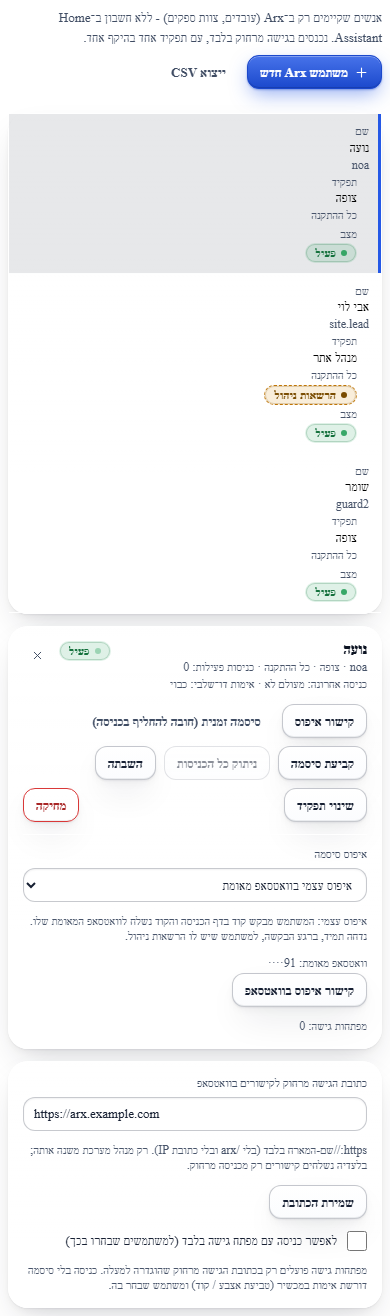 אנשים שקיימים רק ב־Arx (עובדים, צוות ספקים) - ללא חשבון ב־Home
Assistant. נכנסים בגישה מרחוק בלבד, עם תפקיד אחד בהיקף אחד.
+ משתמש Arx חדש
ייצוא CSV
שם
נועה
noa
תפקיד
צופה
כל ההתקנה
מצב
פעיל
שם
אבי לוי
site.lead
תפקיד
מנהל אתר
כל ההתקנה
הרשאות ניהול
מצב
פעיל
שם
שומר
guard2
תפקיד
צופה
כל ההתקנה
מצב
פעיל
נועה
פעיל
×
noa · צופה · כל ההתקנה · כניסות פעילות: 0
כניסה אחרונה: מעולם לא · אימות דו־שלבי: כבוי
קישור איפוס
סיסמה זמנית (חובה להחליף בכניסה)
קביעת סיסמה
ניתוק כל הכניסות
השבתה
שינוי תפקיד
מחיקה
איפוס סיסמה
איפוס עצמי בוואטסאפ מאומת
איפוס עצמי: המשתמש מבקש קוד בדף הכניסה והקוד נשלח לוואטסאפ המאומת שלו.
נדחה תמיד, ברגע הבקשה, למשתמש שיש לו הרשאות ניהול.
וואטסאפ מאומת: 91····
קישור איפוס בוואטסאפ
מפתחות גישה: 0
כתובת הגישה מרחוק לקישורים בוואטסאפ
https://arx.example.com
https://שם-המארח בלבד (בלי /arx ובלי כתובת IP). רק מנהל מערכת משנה אותה;
בלעדיה נשלחים קישורים רק מכניסה מרחוק.
שמירת הכתובת
לאפשר כניסה עם מפתח גישה בלבד (למשתמשים שבחרו בכך)
מפתחות גישה פועלים רק בכתובת הגישה מרחוק שהוגדרה למעלה. כניסה בלי סיסמה
דורשת אימות במכשיר (טביעת אצבע / קוד) ומשתמש שבחר בה.